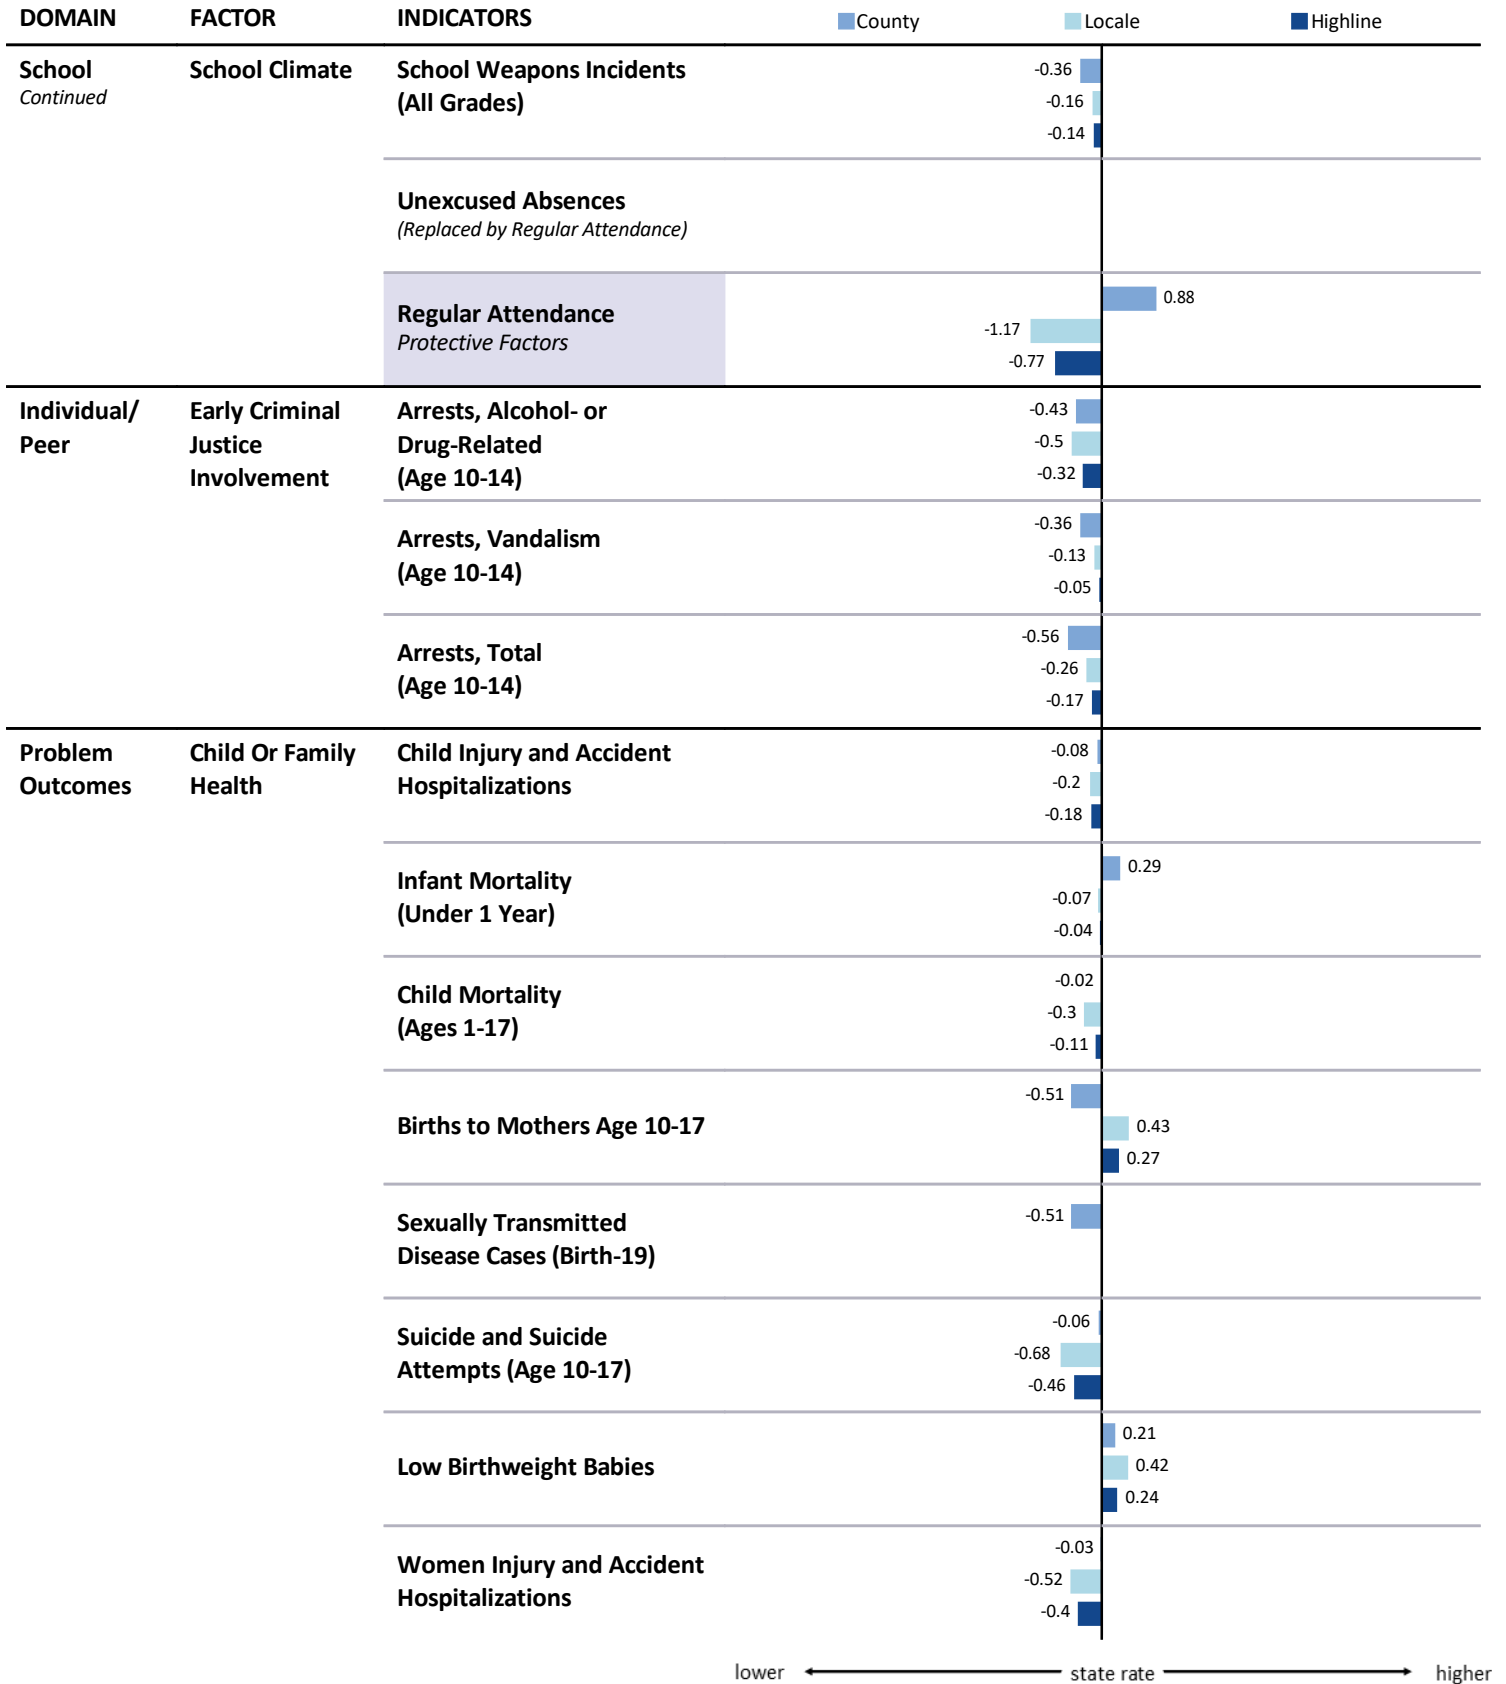 DOMAIN FACTOR INDICATORS County Locale Highline
School School Climate School Weapons Incidents -0.36
Continued (All Grades) -0.16
-0.14
Unexcused Absences
(Replaced by Regular Attendance)
0.88
Regular Attendance -1.17
Protective Factors -0.77
Individual/ Early Criminal Arrests, Alcohol- or -0.43
Peer Justice Drug-Related -0.5
Involvement (Age 10-14) -0.32
-0.36
Arrests, Vandalism -0.13
(Age 10-14) -0.05
-0.56
Arrests, Total -0.26
(Age 10-14) -0.17
Problem Child Or Family Child Injury and Accident -0.08
Outcomes Health Hospitalizations -0.2
-0.18
0.29
Infant Mortality -0.07
(Under 1 Year) -0.04
-0.02
Child Mortality -0.3
(Ages 1-17) -0.11
-0.51
Births to Mothers Age 10-17 0.43
0.27
Sexually Transmitted -0.51
Disease Cases (Birth-19)
-0.06
Suicide and Suicide -0.68
Attempts (Age 10-17) -0.46
0.21
Low Birthweight Babies 0.42
0.24
-0.03
Women Injury and Accident -0.52
Hospitalizations -0.4
lower state rate higher